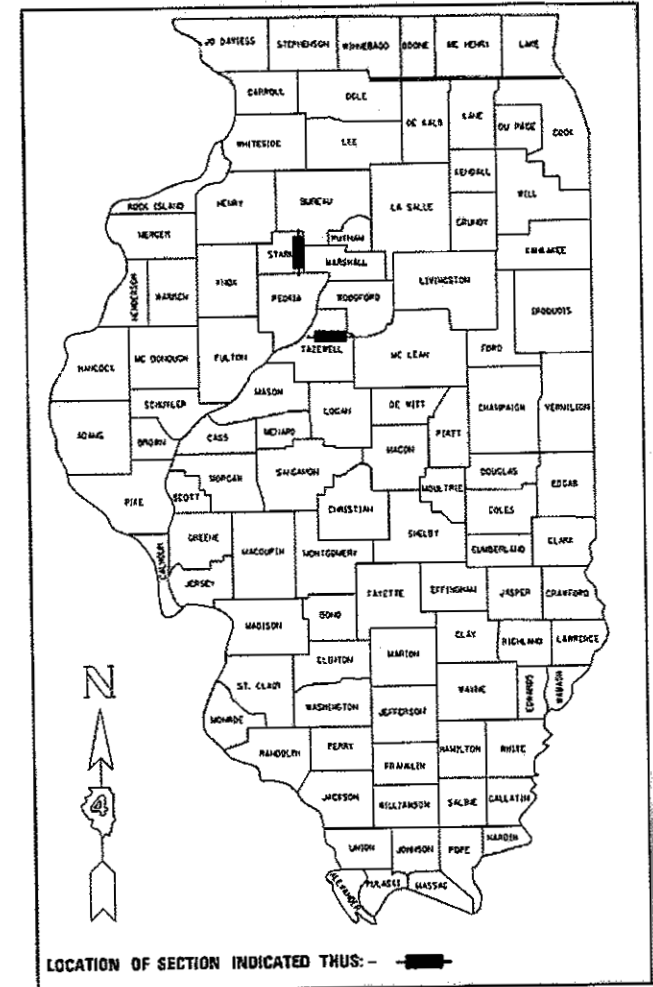 JO DAVIESS STEPHENSON WINNEBAGO BOONE MC HENRY LAKE
CARROLL OGLE
DE KALB KANE DU PAGE COOK
WHITESIDE LEE
KENDALL
ROCK ISLAND HENRY BUREAU LA SALLE WILL
GRUNDY
MERCER PUTNAM
STARK MARSHALL KANKAKEE
HENDERSON WARREN KNOX PEORIA WOODFORD LIVINGSTON
IROQUOIS
HANCOCK MC DONOUGH FULTON TAZEWELL MC LEAN FORD
MASON
SCHUYLER LOGAN DE WITT CHAMPAIGN VERMILION
ADAMS BROWN CASS MENARD PIATT
MACON
PIKE SCOTT MORGAN SANGAMON MOULTRIE DOUGLAS EDGAR
CHRISTIAN COLES
GREENE SHELBY
CALHOUN MACOUPIN MONTGOMERY CUMBERLAND CLARK
JERSEY
FAYETTE EFFINGHAM JASPER CRAWFORD
MADISON BOND
CLAY RICHLAND LAWRENCE
CLINTON MARION
N ST. CLAIR WAYNE EDWARDS WABASH
MONROE WASHINGTON JEFFERSON
RANDOLPH PERRY HAMILTON WHITE
FRANKLIN
4 JACKSON WILLIAMSON SALINE GALLATIN
UNION JOHNSON POPE HARDIN
ALEXANDER PULASKI MASSAC
LOCATION OF SECTION INDICATED THUS: -